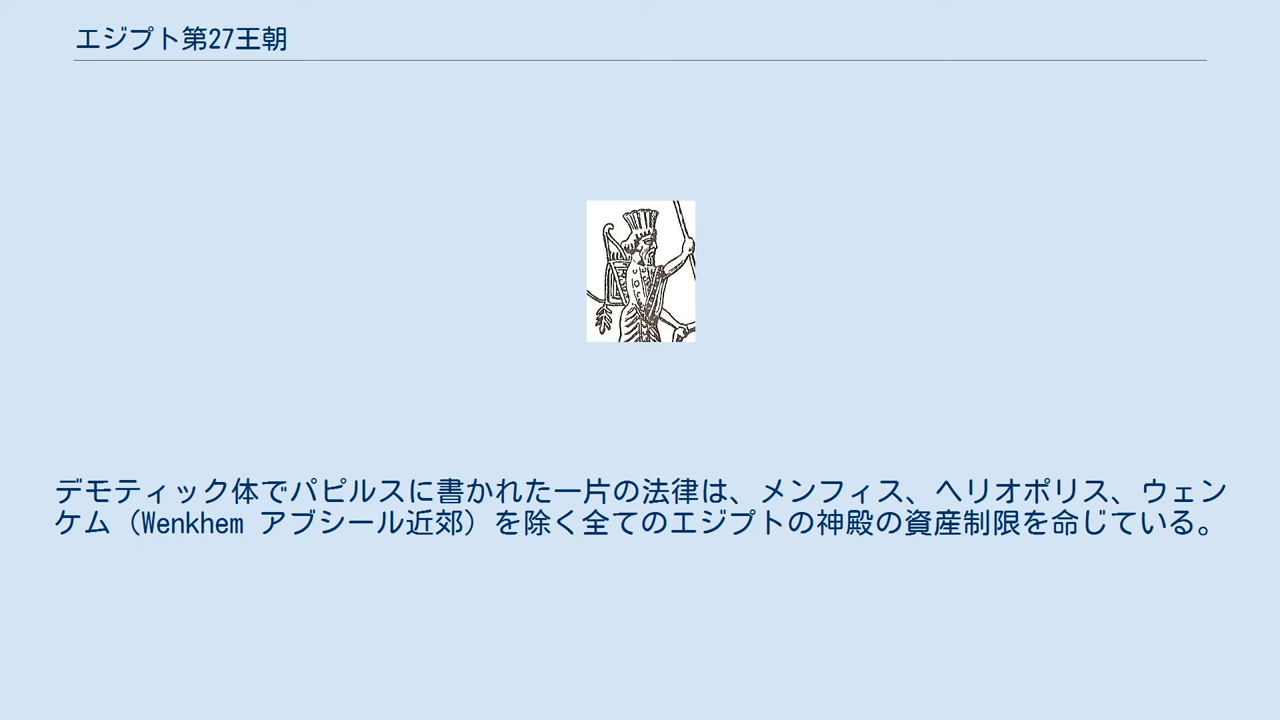 エジプト第27王朝
デモティック体でパピルスに書かれた一片の法律は、メンフィス、ヘリオポリス、ウェン
ケム（Wenkhem アブシール近郊）を除く全てのエジプトの神殿の資産制限を命じている。